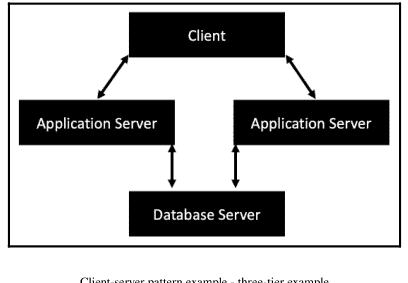 Client
Application Server
Application Server
Database Server
Client-server pattern example - three-tier example